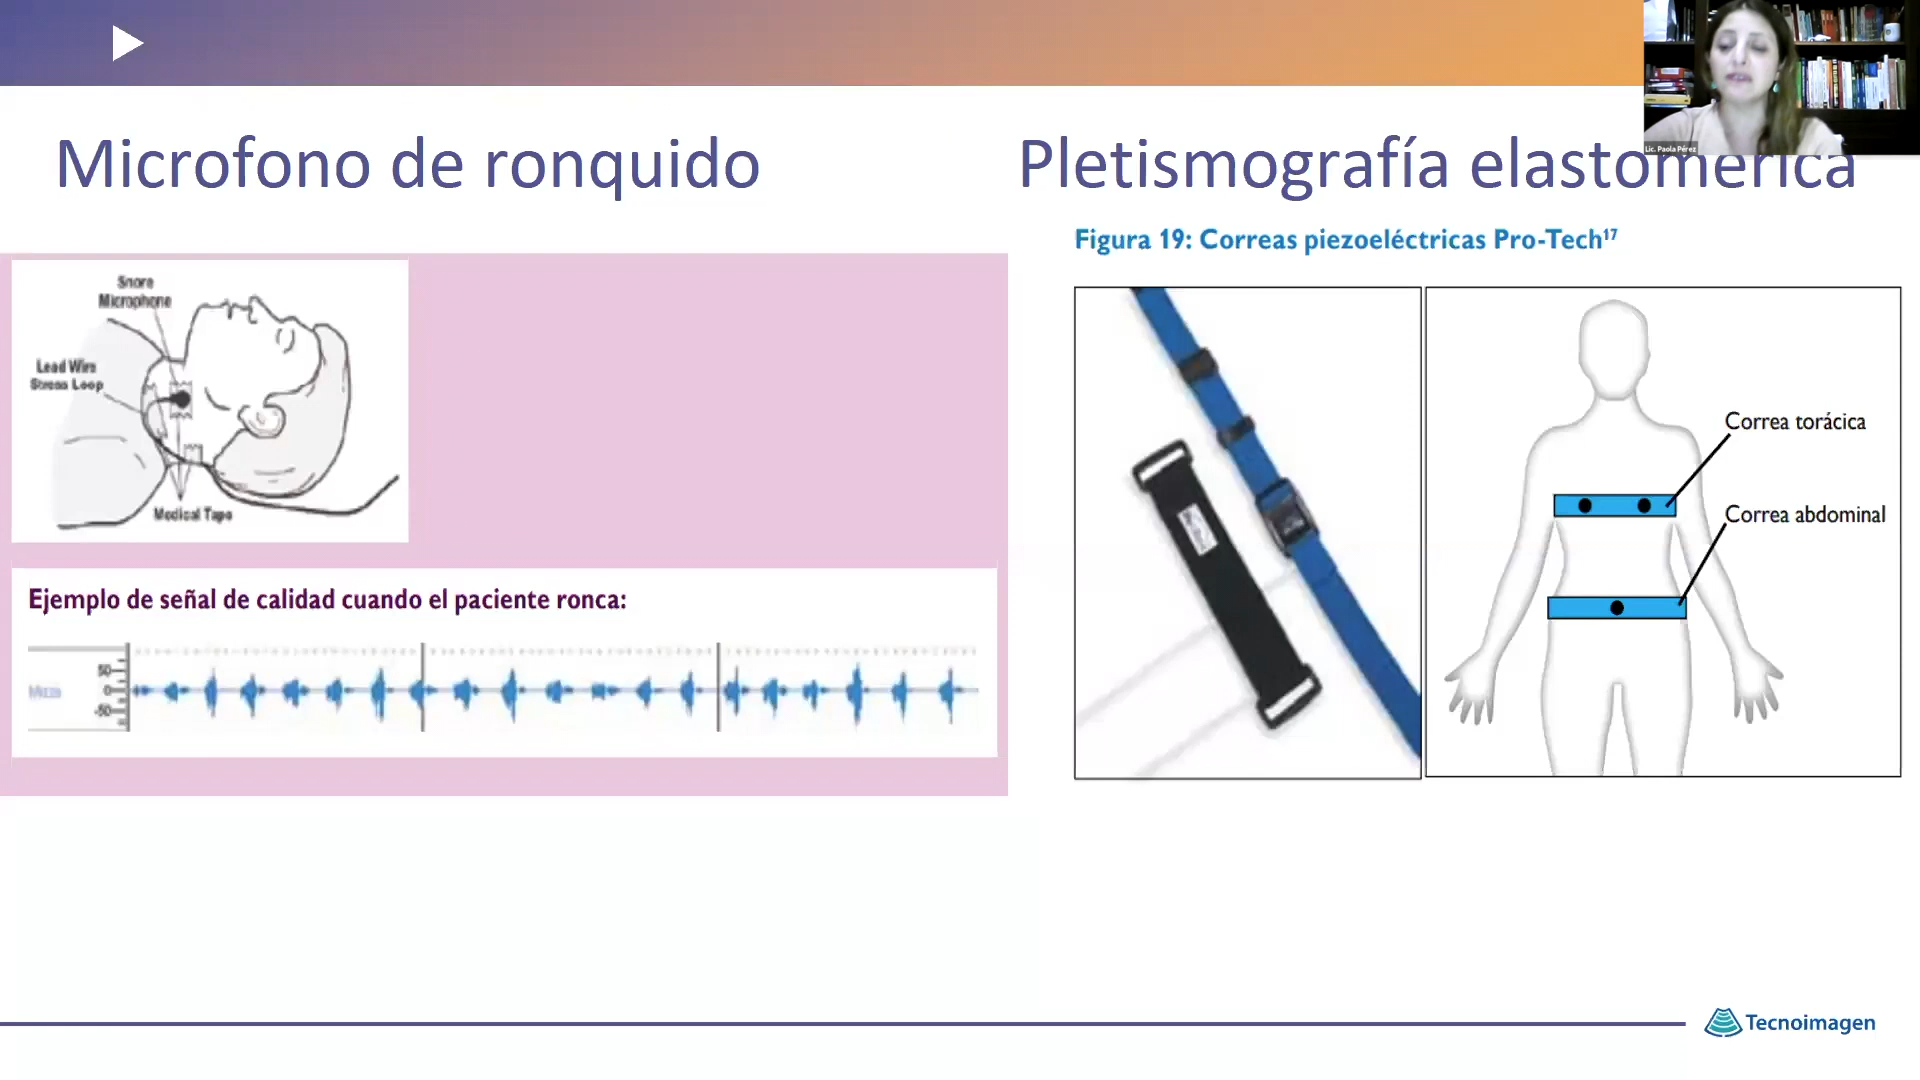 Lic. Paola Pérez
Microfono de ronquido
Pletismografía elastomérica
Figura 19: Correas piezoeléctricas Pro-Tech¹⁷
Snore
Microphone
Lead Wire
Stress Loop
Medical Tape
Correa torácica
Correa abdominal
Ejemplo de señal de calidad cuando el paciente ronca:
50
0
-50
Tecnoimagen